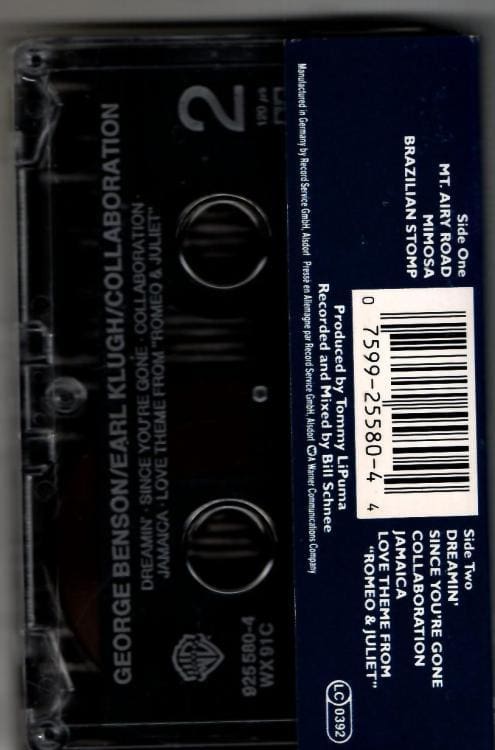 GEORGE BENSON/EARL KLUGH/COLLABORATION
DREAMIN' · SINCE YOU'RE GONE · COLLABORATION ·
JAMAICA · LOVE THEME FROM "ROMEO & JULIET"
2
120 µs
925 580-4
WX 91C
Side One
MT. AIRY ROAD
MIMOSA
BRAZILIAN STOMP
0 7599-25580-4 4
Side Two
DREAMIN'
SINCE YOU'RE GONE
COLLABORATION
JAMAICA
LOVE THEME FROM
"ROMEO & JULIET"
Produced by Tommy LiPuma
Recorded and Mixed by Bill Schnee
Manufactured in Germany by Record Service GmbH, Alsdorf Presse en Allemagne par Record Service GmbH, Alsdorf A Warner Communications Company
LC 0392